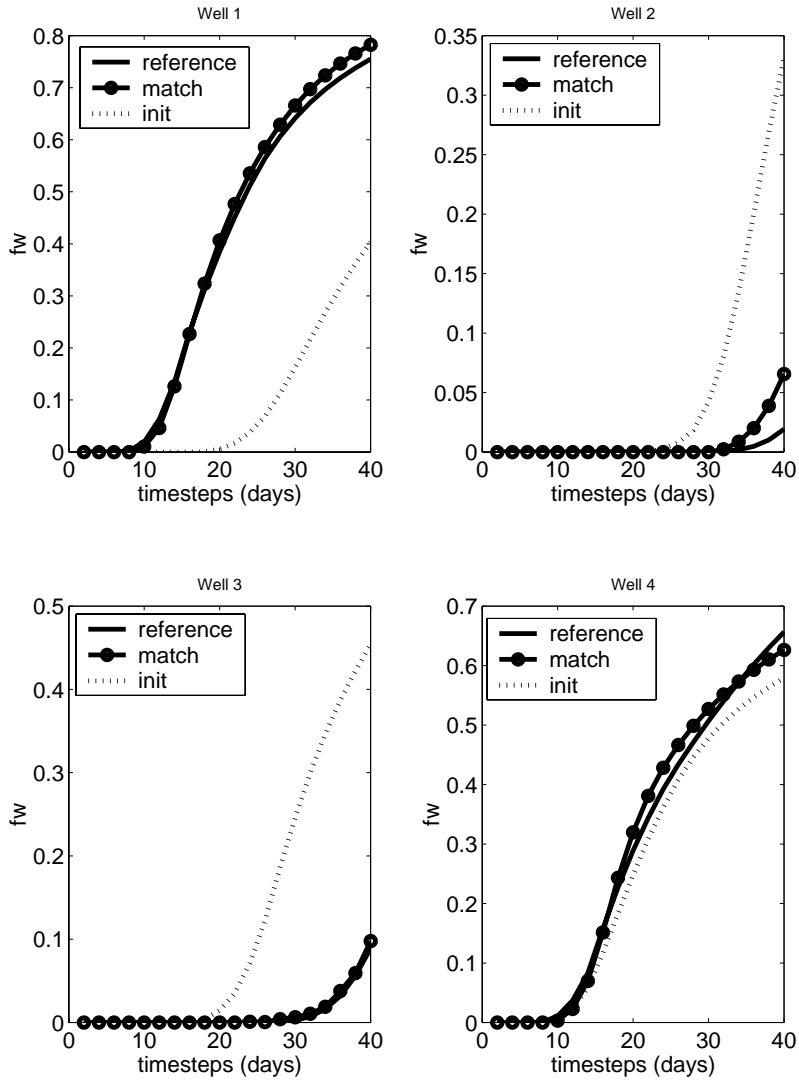 Well 1
0.8
0.7
0.6
0.5
0.4
0.3
0.2
0.1
0
fw
reference
match
init
0 10 20 30 40
timesteps (days)
Well 2
0.35
0.3
0.25
0.2
0.15
0.1
0.05
0
fw
reference
match
init
0 10 20 30 40
timesteps (days)
Well 3
0.5
0.4
0.3
0.2
0.1
0
fw
reference
match
init
0 10 20 30 40
timesteps (days)
Well 4
0.7
0.6
0.5
0.4
0.3
0.2
0.1
0
fw
reference
match
init
0 10 20 30 40
timesteps (days)